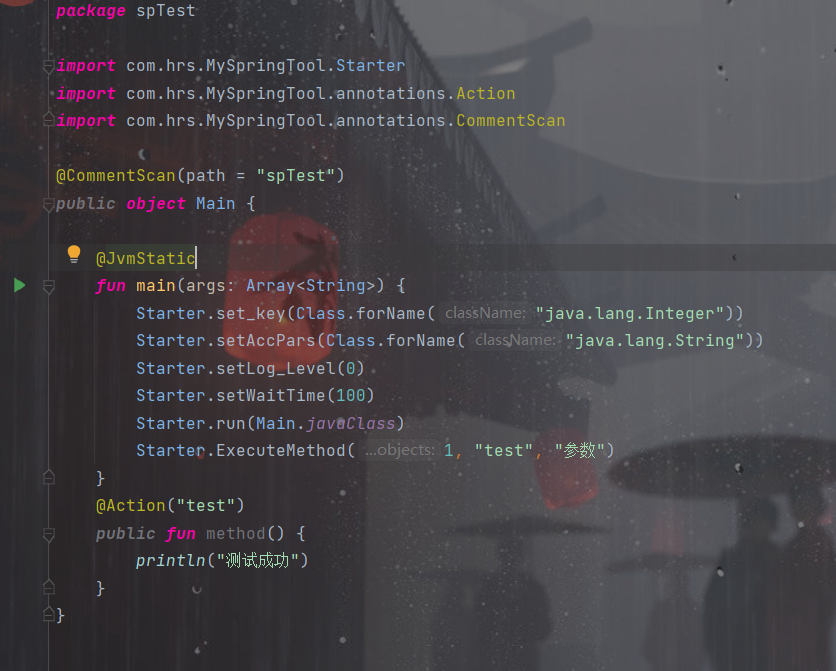 package spTest
import com.hrs.MySpringTool.Starter
import com.hrs.MySpringTool.annotations.Action
import com.hrs.MySpringTool.annotations.CommentScan
@CommentScan(path = "spTest")
public object Main {
@JvmStatic
fun main(args: Array<String>) {
Starter.set_key(Class.forName( className: "java.lang.Integer"))
Starter.setAccPars(Class.forName( className: "java.lang.String"))
Starter.setLog_Level(0)
Starter.setWaitTime(100)
Starter.run(Main.javaClass)
Starter.ExecuteMethod( ...objects: 1, "test", "参数")
}
@Action("test")
public fun method() {
println("测试成功")
}
}